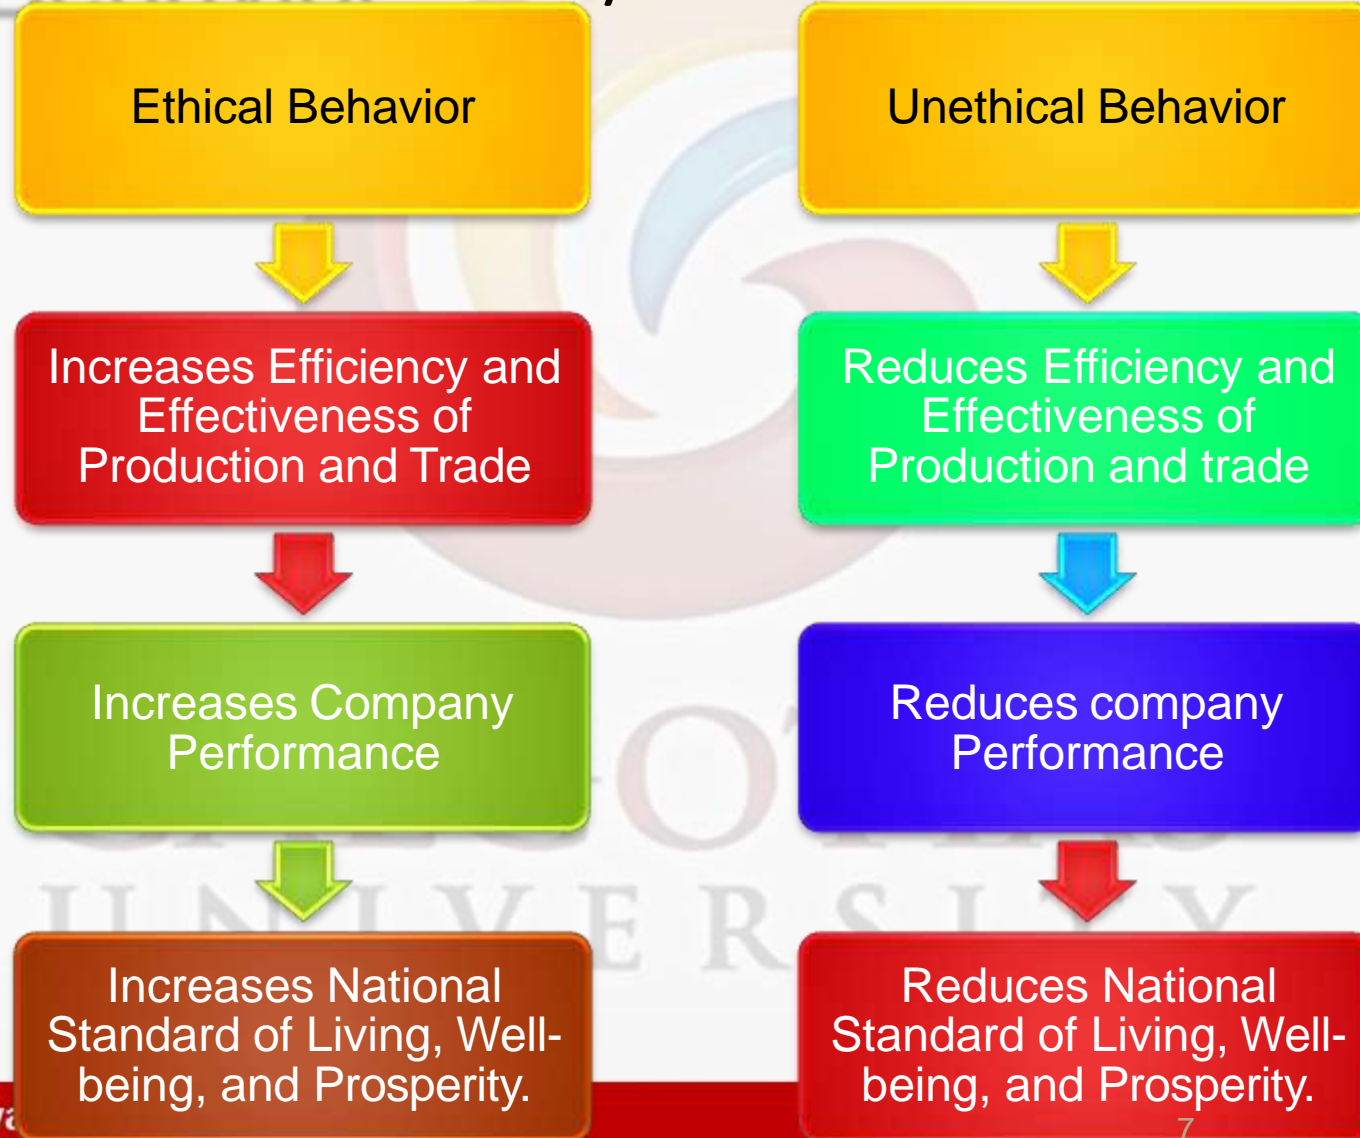 Ethical Behavior
Increases Efficiency and
Effectiveness of
Production and Trade
Increases Company
Performance
Increases National
Standard of Living, Well-
being, and Prosperity.
Unethical Behavior
Reduces Efficiency and
Effectiveness of
Production and trade
Reduces company
Performance
Reduces National
Standard of Living, Well-
being, and Prosperity.
UNIVERSITY
7